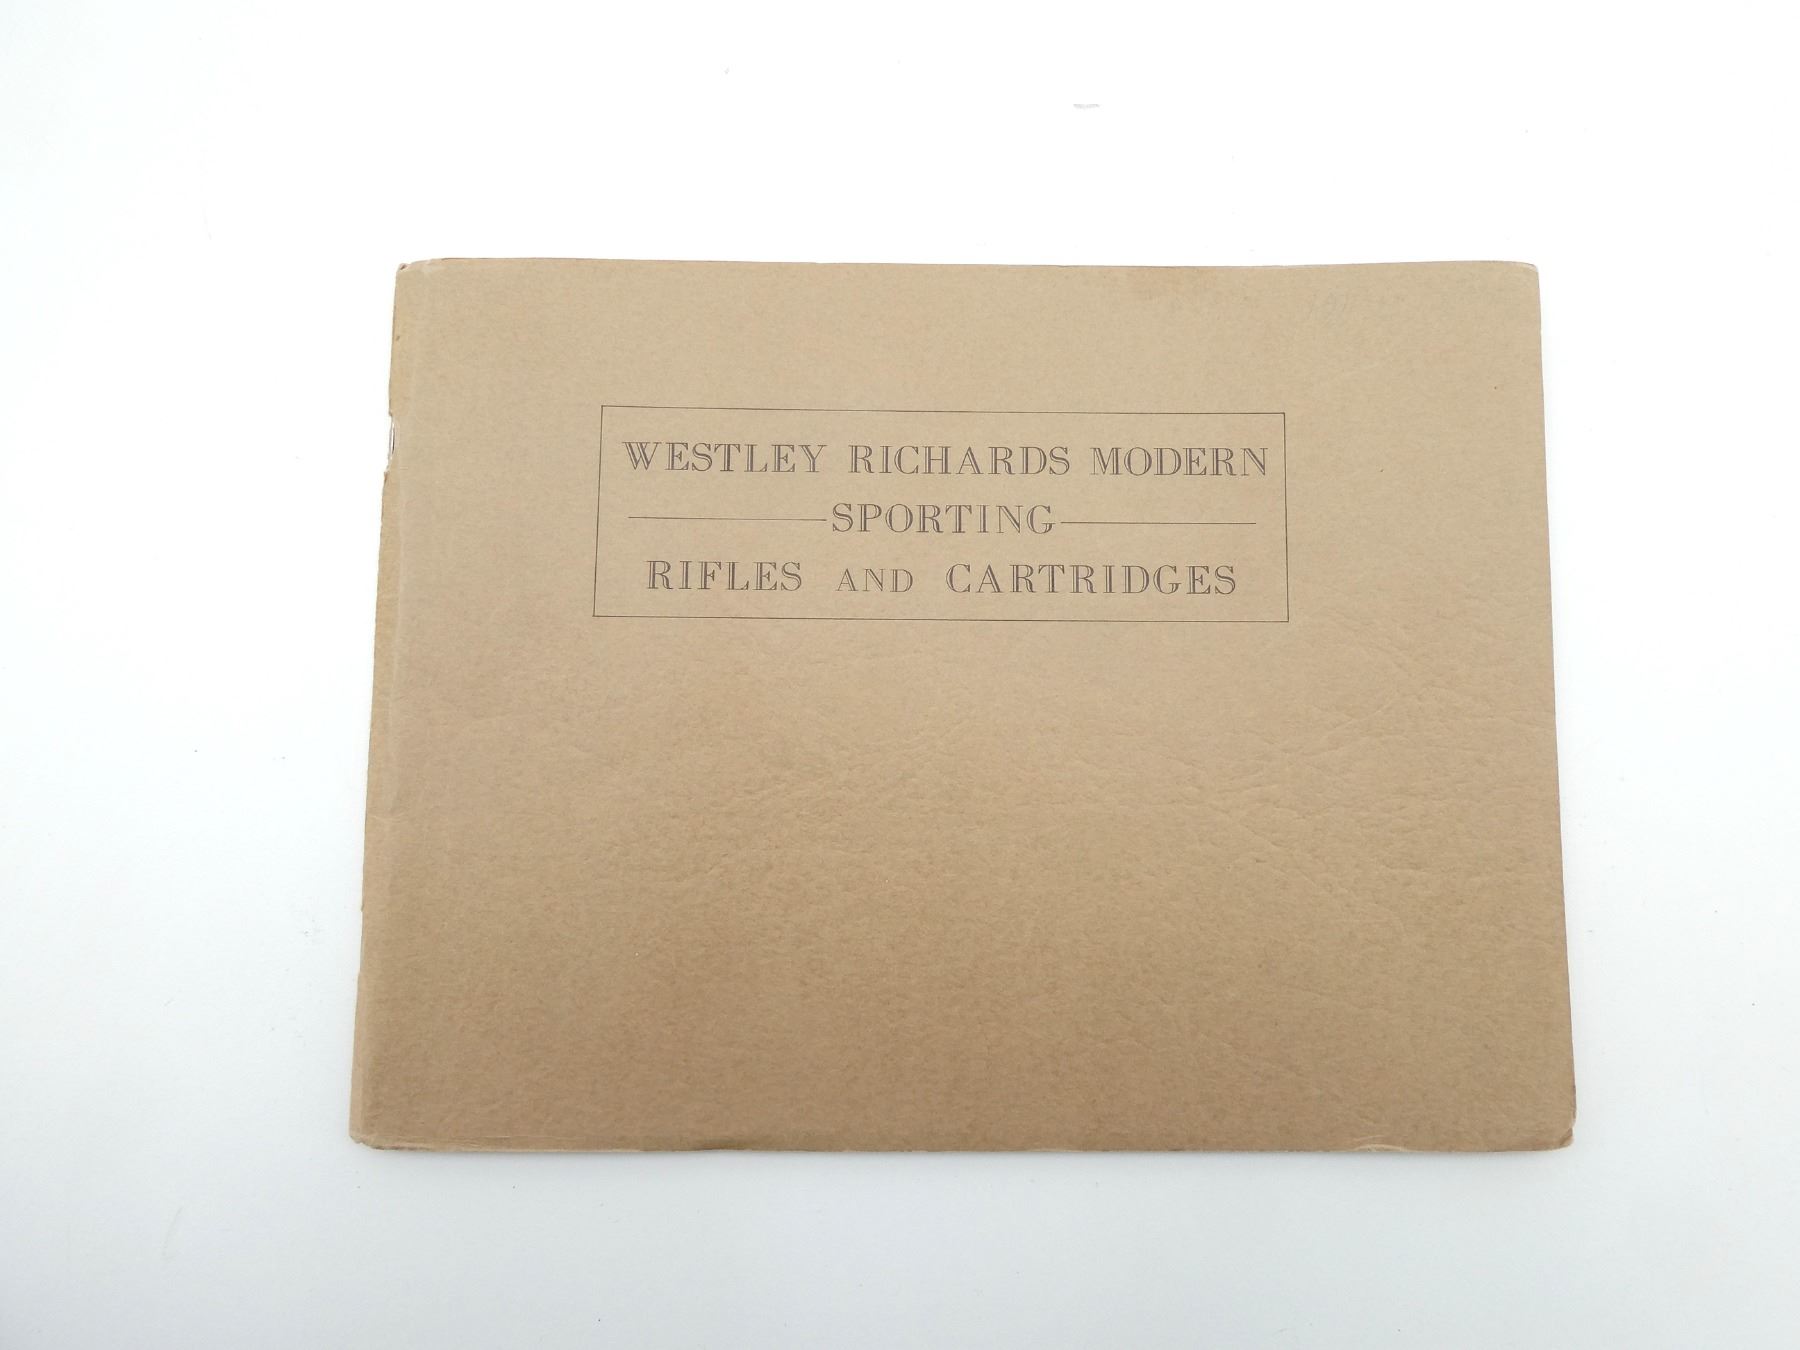 WESTLEY RICHARDS MODERN
SPORTING
RIFLES AND CARTRIDGES